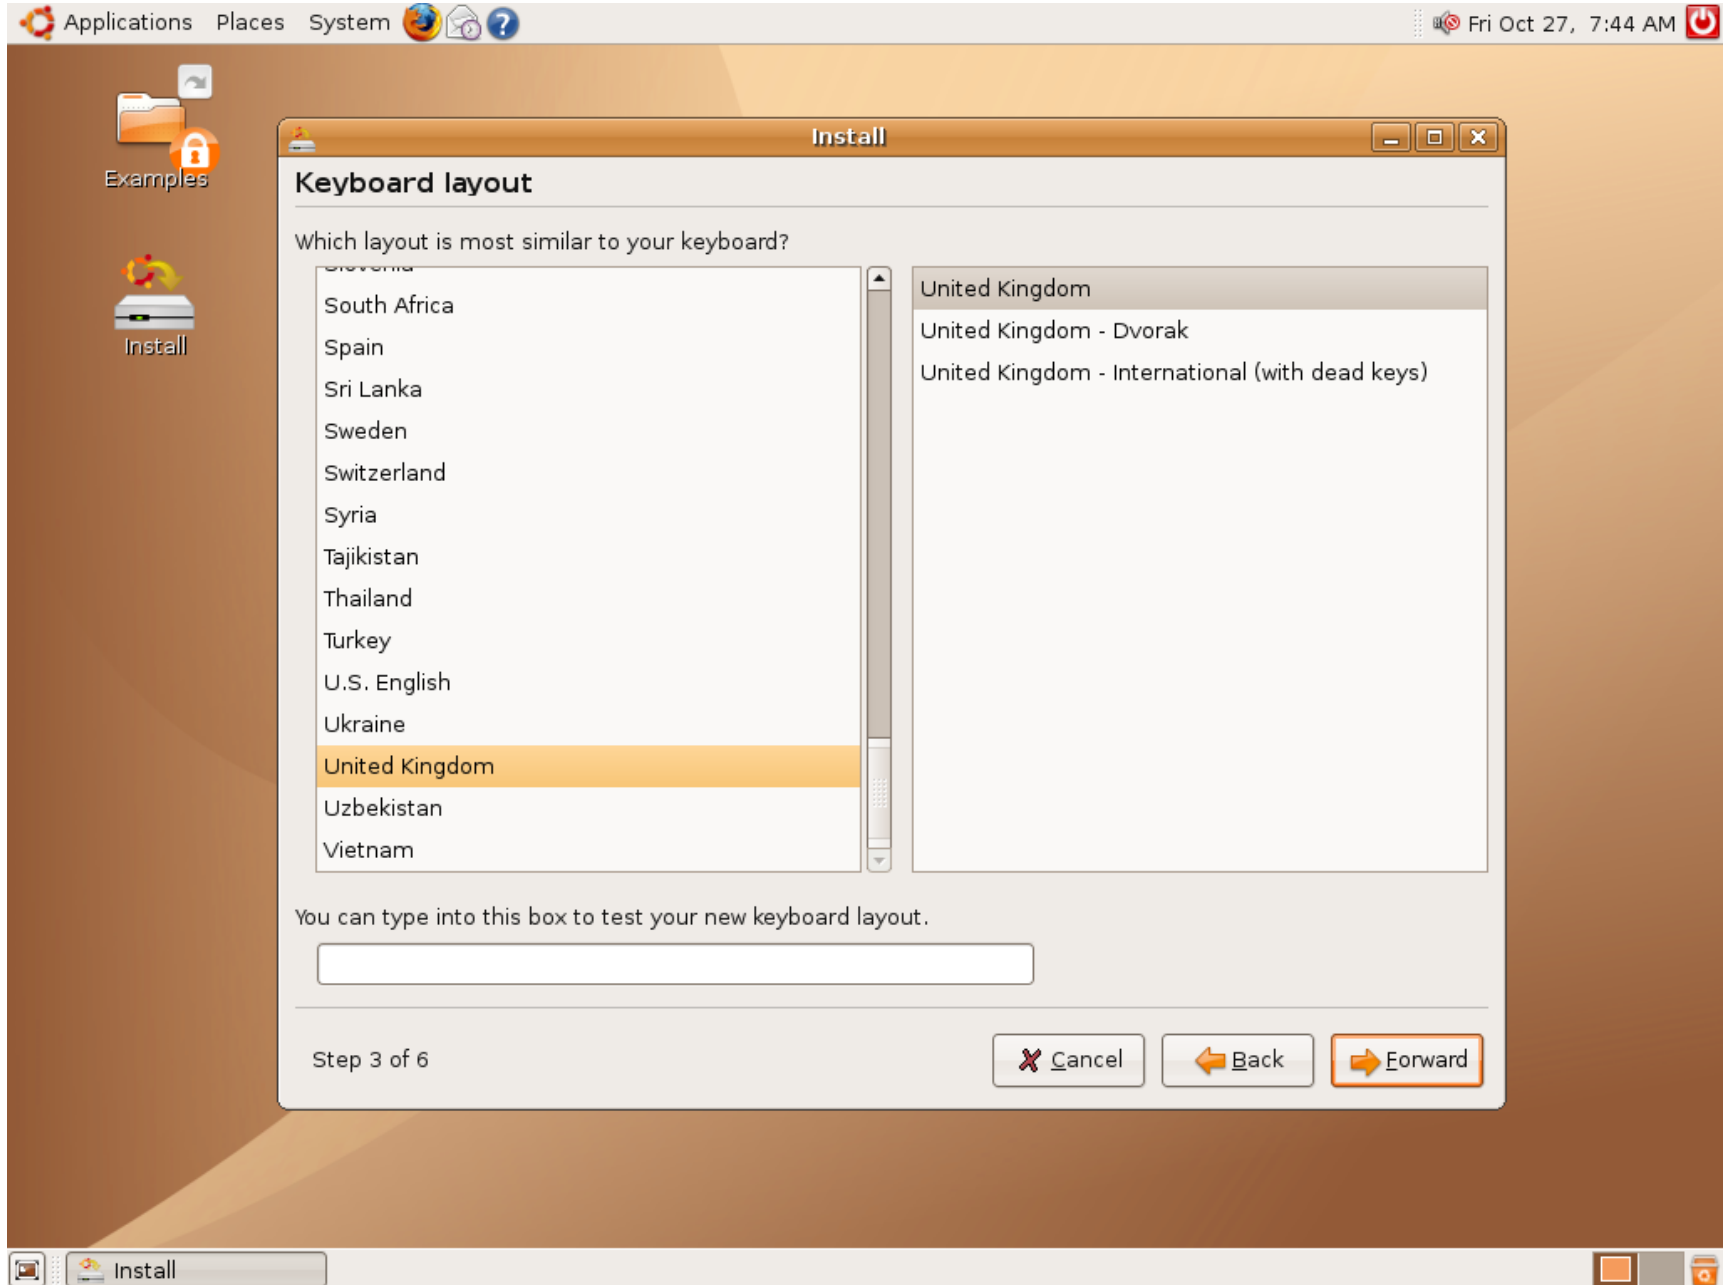 Applications Places System
Fri Oct 27, 7:44 AM
Examples
Install
Install
Keyboard layout
Which layout is most similar to your keyboard?
Slovenia
South Africa
Spain
Sri Lanka
Sweden
Switzerland
Syria
Tajikistan
Thailand
Turkey
U.S. English
Ukraine
United Kingdom
Uzbekistan
Vietnam
United Kingdom
United Kingdom - Dvorak
United Kingdom - International (with dead keys)
You can type into this box to test your new keyboard layout.
Step 3 of 6
Cancel
Back
Forward
Install